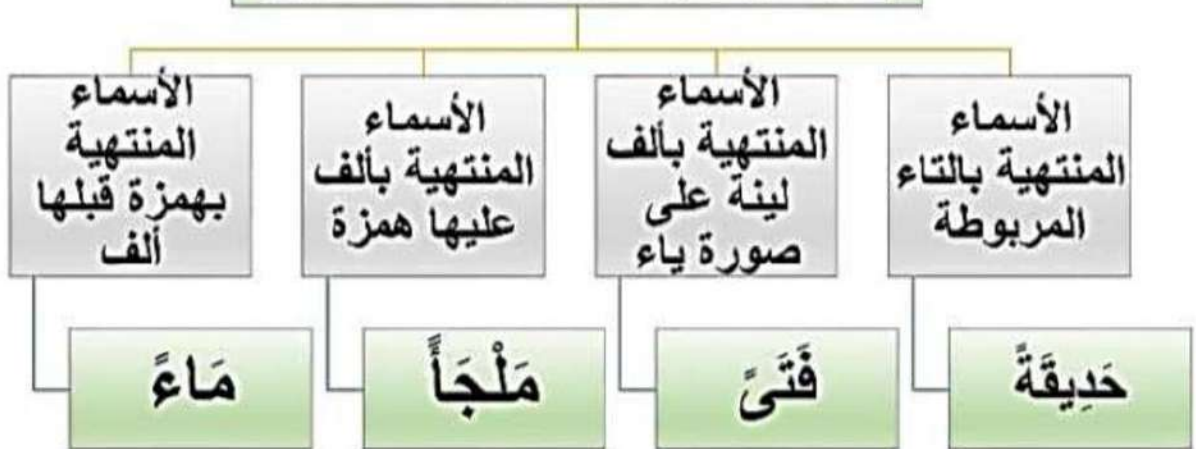 الأسماء
المنتهية بالتاء
المربوطة
حَدِيقَةً
الأسماء
المنتهية بألف
لينة على
صورة ياء
فَتَىً
الأسماء
المنتهية بألف
عليها همزة
مَلْجَأً
الأسماء
المنتهية
بهمزة قبلها
ألف
مَاءً